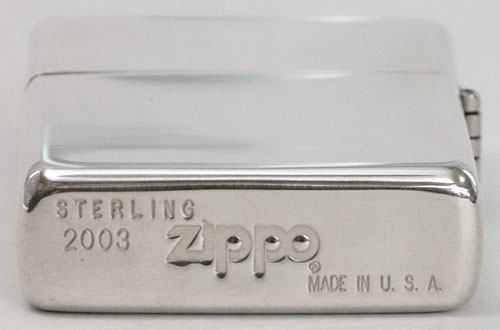 STERLING
2003 Zippo®
MADE IN U. S. A.